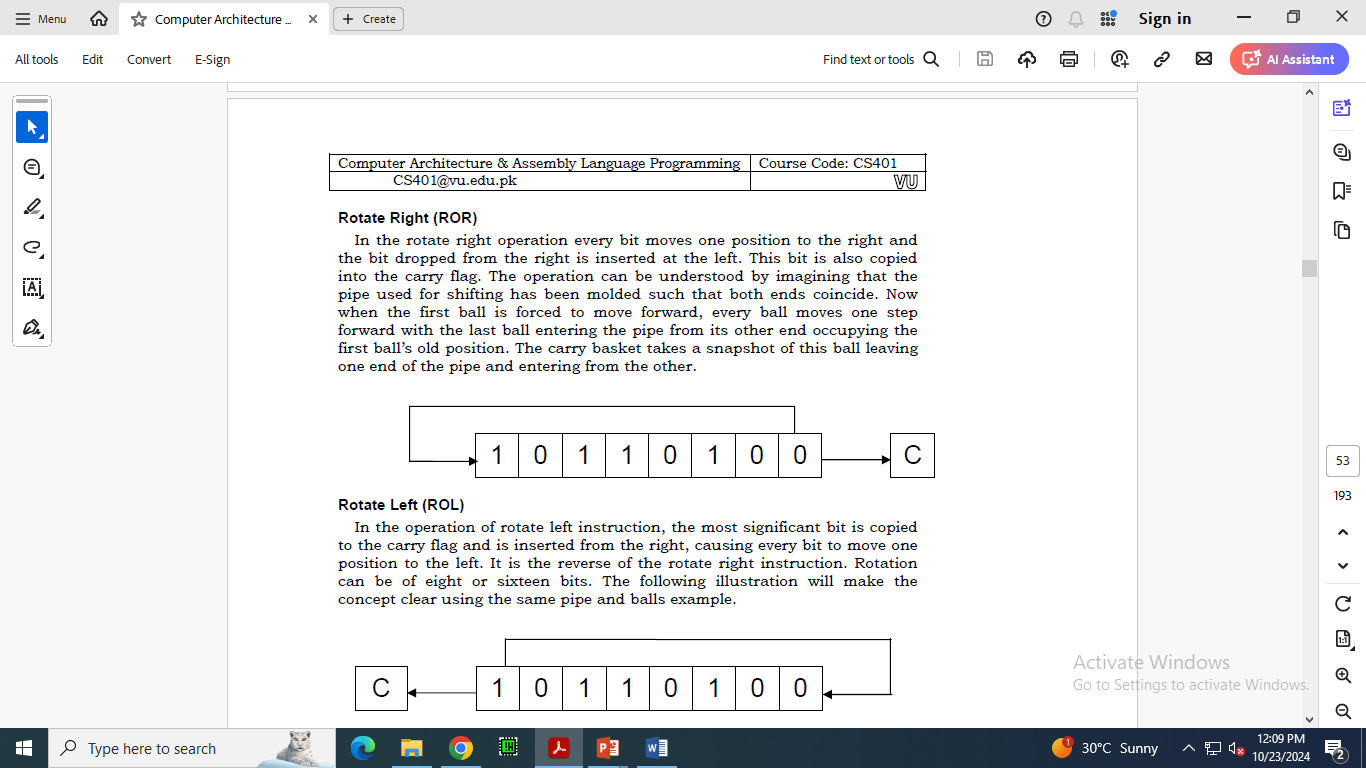 Menu
Computer Architecture ...
Create
Sign in
All tools
Edit
Convert
E-Sign
Find text or tools
AI Assistant
Computer Architecture & Assembly Language Programming Course Code: CS401
CS401@vu.edu.pk VU
Rotate Right (ROR)
In the rotate right operation every bit moves one position to the right and
the bit dropped from the right is inserted at the left. This bit is also copied
into the carry flag. The operation can be understood by imagining that the
pipe used for shifting has been molded such that both ends coincide. Now
when the first ball is forced to move forward, every ball moves one step
forward with the last ball entering the pipe from its other end occupying the
first ball's old position. The carry basket takes a snapshot of this ball leaving
one end of the pipe and entering from the other.
1 0 1 1 0 1 0 0 C
Rotate Left (ROL)
In the operation of rotate left instruction, the most significant bit is copied
to the carry flag and is inserted from the right, causing every bit to move one
position to the left. It is the reverse of the rotate right instruction. Rotation
can be of eight or sixteen bits. The following illustration will make the
concept clear using the same pipe and balls example.
C 1 0 1 1 0 1 0 0
53
193
1:1
Activate Windows
Go to Settings to activate Windows.
Type here to search
1
30°C Sunny
12:09 PM
10/23/2024
2